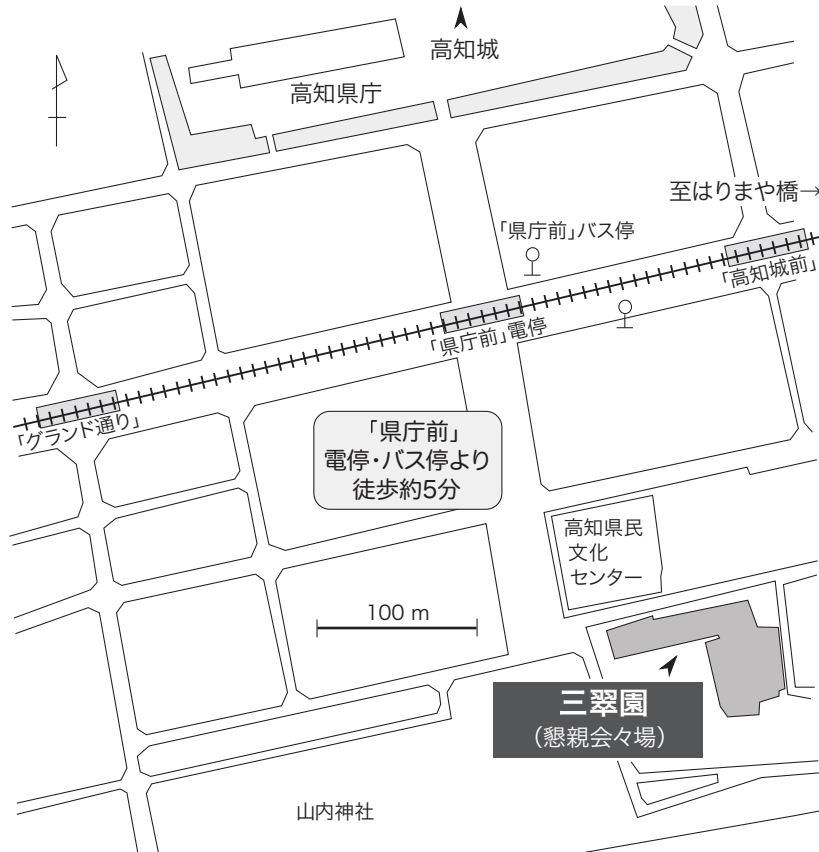 高知城
高知県庁
至はりまや橋→
「県庁前」バス停
「高知城前」
「県庁前」電停
「グランド通り」
「県庁前」
電停・バス停より
徒歩約5分
高知県民
文化
センター
100 m
三翠園
（懇親会々場）
山内神社